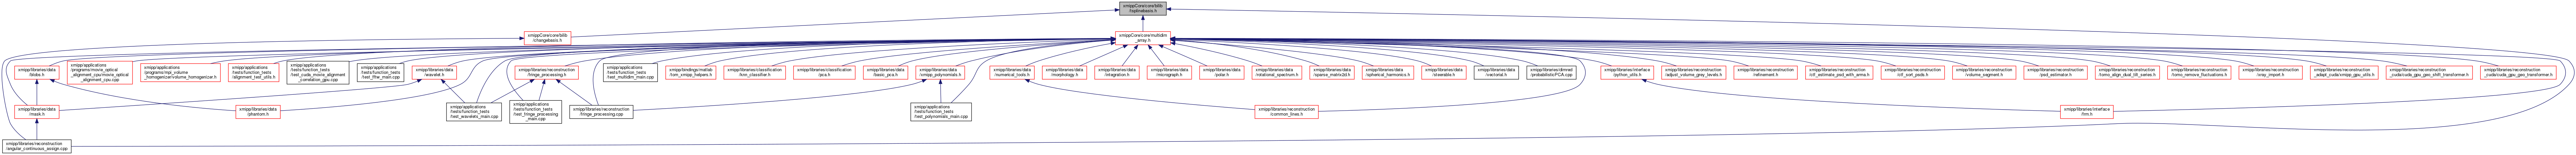 xmippCore/core/bilib
/tsplinebasis.h
xmippCore/core/bilib
/changebasis.h
xmippCore/core/multidim
_array.h
xmipp/libraries/data
/blobs.h
xmipp/applications
/programs/movie_optical
_alignment_cpu/movie_optical
_alignment_cpu.cpp
xmipp/applications
/programs/mpi_volume
_homogenizer/volume_homogenizer.h
xmipp/applications
/tests/function_tests
/alignment_test_utils.h
xmipp/applications
/tests/function_tests
/test_cuda_movie_alignment
_correlation_gpu.cpp
xmipp/applications
/tests/function_tests
/test_fftw_main.cpp
xmipp/libraries/data
/wavelet.h
xmipp/libraries/reconstruction
/fringe_processing.h
xmipp/applications
/tests/function_tests
/test_multidim_main.cpp
xmipp/bindings/matlab
/tom_xmipp_helpers.h
xmipp/libraries/classification
/knn_classifier.h
xmipp/libraries/classification
/pca.h
xmipp/libraries/data
/basic_pca.h
xmipp/libraries/data
/xmipp_polynomials.h
xmipp/libraries/data
/numerical_tools.h
xmipp/libraries/data
/morphology.h
xmipp/libraries/data
/integration.h
xmipp/libraries/data
/micrograph.h
xmipp/libraries/data
/polar.h
xmipp/libraries/data
/rotational_spectrum.h
xmipp/libraries/data
/sparse_matrix2d.h
xmipp/libraries/data
/spherical_harmonics.h
xmipp/libraries/data
/steerable.h
xmipp/libraries/data
/vectorial.h
xmipp/libraries/dimred
/probabilisticPCA.cpp
xmipp/libraries/interface
/python_utils.h
xmipp/libraries/reconstruction
/adjust_volume_grey_levels.h
xmipp/libraries/reconstruction
/refinement.h
xmipp/libraries/reconstruction
/ctf_estimate_psd_with_arma.h
xmipp/libraries/reconstruction
/ctf_sort_psds.h
xmipp/libraries/reconstruction
/volume_segment.h
xmipp/libraries/reconstruction
/psd_estimator.h
xmipp/libraries/reconstruction
/tomo_align_dual_tilt_series.h
xmipp/libraries/reconstruction
/tomo_remove_fluctuations.h
xmipp/libraries/reconstruction
/xray_import.h
xmipp/libraries/reconstruction
_adapt_cuda/xmipp_gpu_utils.h
xmipp/libraries/reconstruction
_cuda/cuda_gpu_geo_shift_transformer.h
xmipp/libraries/reconstruction
_cuda/cuda_gpu_geo_transformer.h
xmipp/libraries/data
/mask.h
xmipp/libraries/data
/phantom.h
xmipp/applications
/tests/function_tests
/test_wavelets_main.cpp
xmipp/applications
/tests/function_tests
/test_fringe_processing
_main.cpp
xmipp/libraries/reconstruction
/fringe_processing.cpp
xmipp/applications
/tests/function_tests
/test_polynomials_main.cpp
xmipp/libraries/reconstruction
/common_lines.h
xmipp/libraries/interface
/frm.h
xmipp/libraries/reconstruction
/angular_continuous_assign.cpp